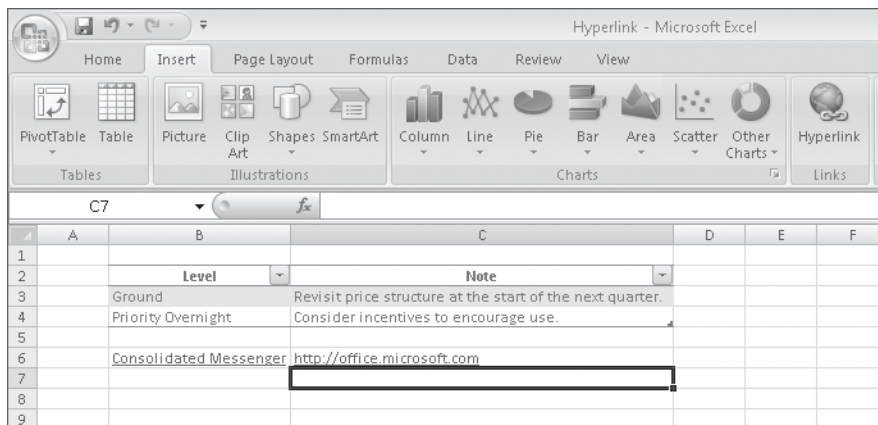 Hyperlink - Microsoft Excel
Home Insert Page Layout Formulas Data Review View
PivotTable Table Picture Clip Art Shapes SmartArt Column Line Pie Bar Area Scatter Other Charts Hyperlink
Tables Illustrations Charts Links
C7 fx
A B C D E F
1
2 Level Note
3 Ground Revisit price structure at the start of the next quarter.
4 Priority Overnight Consider incentives to encourage use.
5
6 Consolidated Messenger http://office.microsoft.com
7
8
9